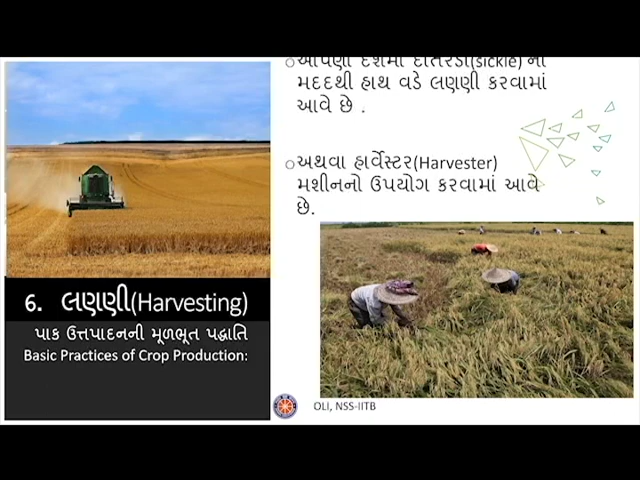 આપણા દેશમાં દાતરડા(sickle) ની
મદદથી હાથ વડે લણણી કરવામાં
આવે છે .
અથવા હાર્વેસ્ટર(Harvester)
મશીનનો ઉપયોગ કરવામાં આવે
છે.
6. લણણી(Harvesting)
પાક ઉત્તપાદનની મૂળભૂત પદ્ધાતિ
Basic Practices of Crop Production:
OLI, NSS-IITB